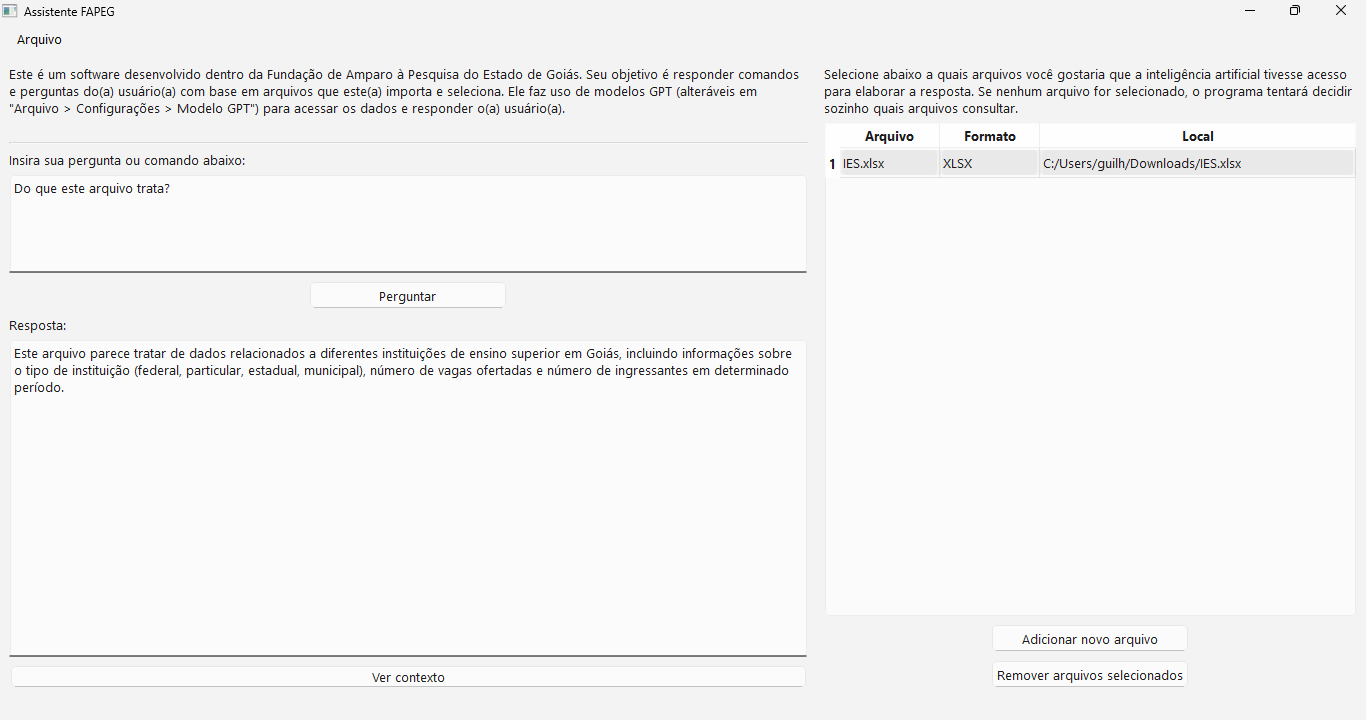 Assistente FAPEG
Arquivo
Este é um software desenvolvido dentro da Fundação de Amparo à Pesquisa do Estado de Goiás. Seu objetivo é responder comandos
e perguntas do(a) usuário(a) com base em arquivos que este(a) importa e seleciona. Ele faz uso de modelos GPT (alteráveis em
"Arquivo > Configurações > Modelo GPT") para acessar os dados e responder o(a) usuário(a).
Insira sua pergunta ou comando abaixo:
Do que este arquivo trata?
Perguntar
Resposta:
Este arquivo parece tratar de dados relacionados a diferentes instituições de ensino superior em Goiás, incluindo informações sobre
o tipo de instituição (federal, particular, estadual, municipal), número de vagas ofertadas e número de ingressantes em determinado
período.
Ver contexto
Selecione abaixo a quais arquivos você gostaria que a inteligência artificial tivesse acesso
para elaborar a resposta. Se nenhum arquivo for selecionado, o programa tentará decidir
sozinho quais arquivos consultar.
Arquivo Formato Local
1 IES.xlsx XLSX C:/Users/guilh/Downloads/IES.xlsx
Adicionar novo arquivo
Remover arquivos selecionados